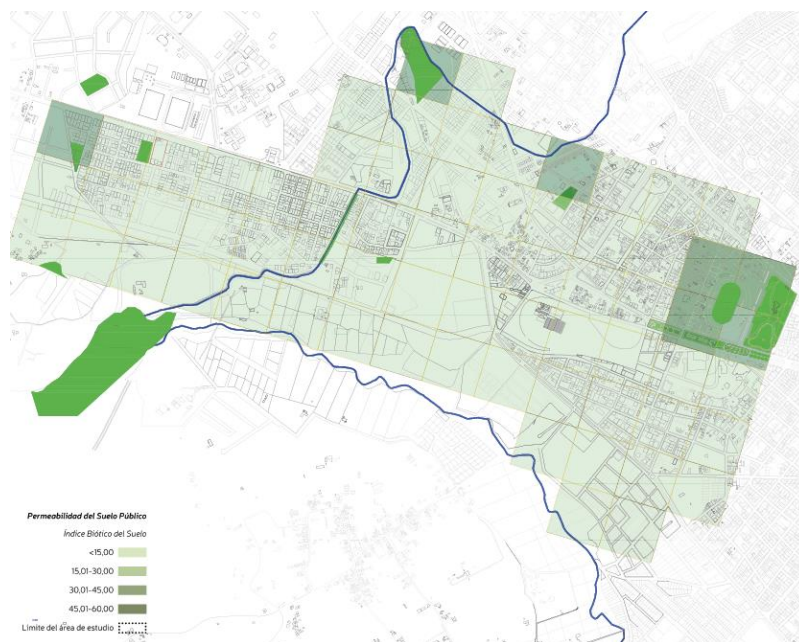 Permeabilidad del Suelo Público
Índice Biótico del Suelo
<15,00
15,01-30,00
30,01-45,00
45,01-60,00
Límite del área de estudio